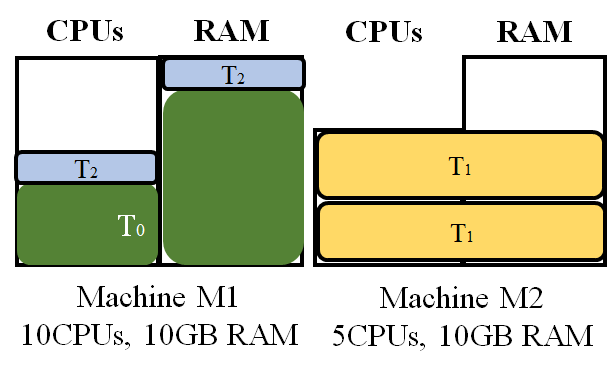 CPUs RAM CPUs RAM
T2
T2
T0
T1
T1
Machine M1
10CPUs, 10GB RAM
Machine M2
5CPUs, 10GB RAM